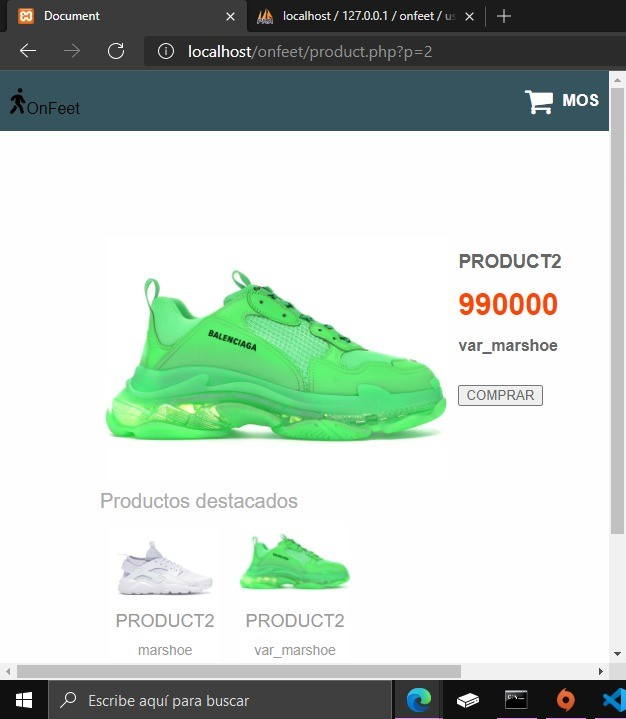 Document
localhost / 127.0.0.1 / onfeet / us
localhost/onfeet/product.php?p=2
OnFeet
MOS
PRODUCT2
990000
var_marshoe
COMPRAR
BALENCIAGA
Productos destacados
PRODUCT2 PRODUCT2
marshoe var_marshoe
Escribe aquí para buscar